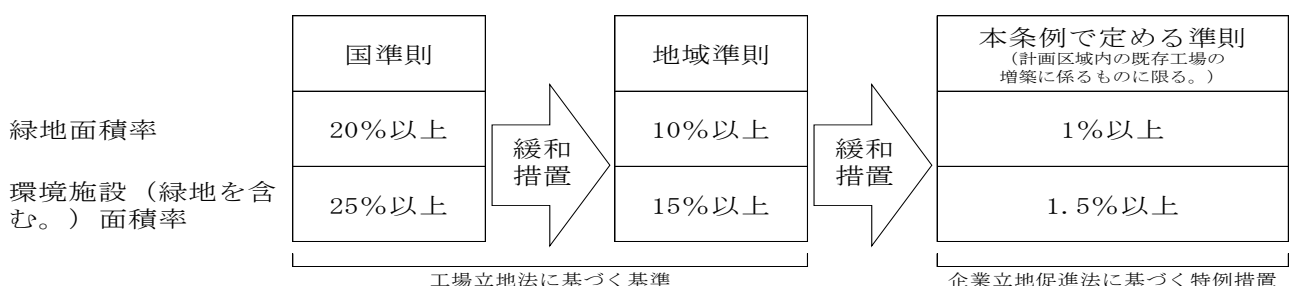 国準則
地域準則
本条例で定める準則
(計画区域内の既存工場の
増築に係るものに限る。)
緑地面積率
20%以上
緩和
措置
10%以上
緩和
措置
1%以上
環境施設（緑地を含
む。）面積率
25%以上
15%以上
1.5%以上
工場立地法に基づく基準
企業立地促進法に基づく特例措置